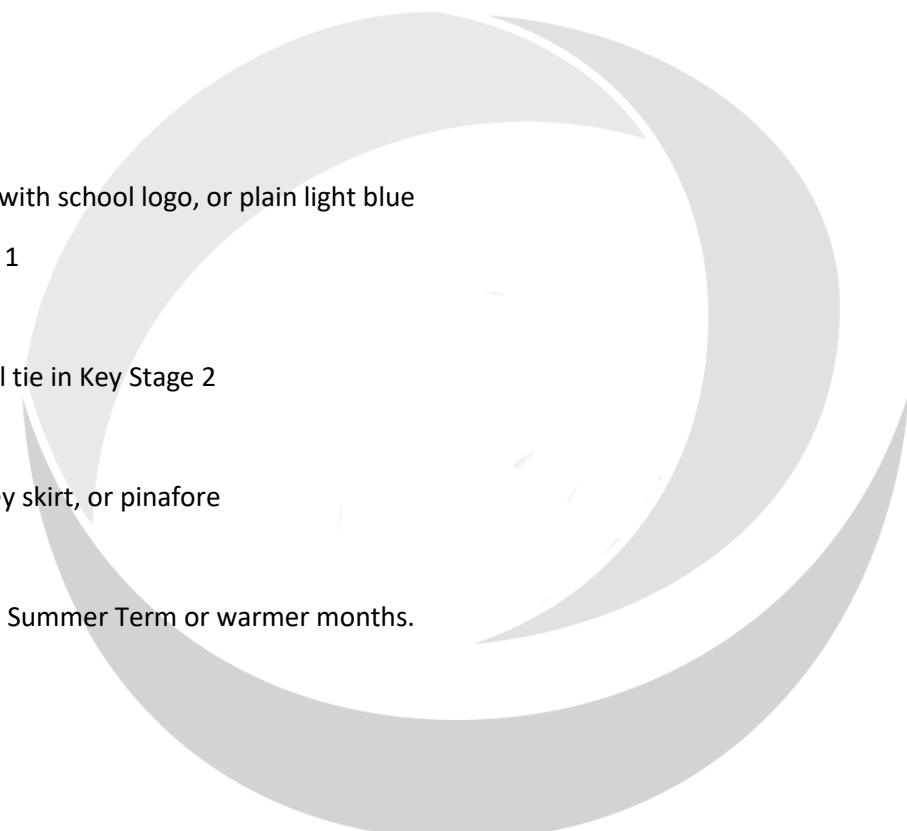 with school logo, or plain light blue
1
tie in Key Stage 2
skirt, or pinafore
Summer Term or warmer months.